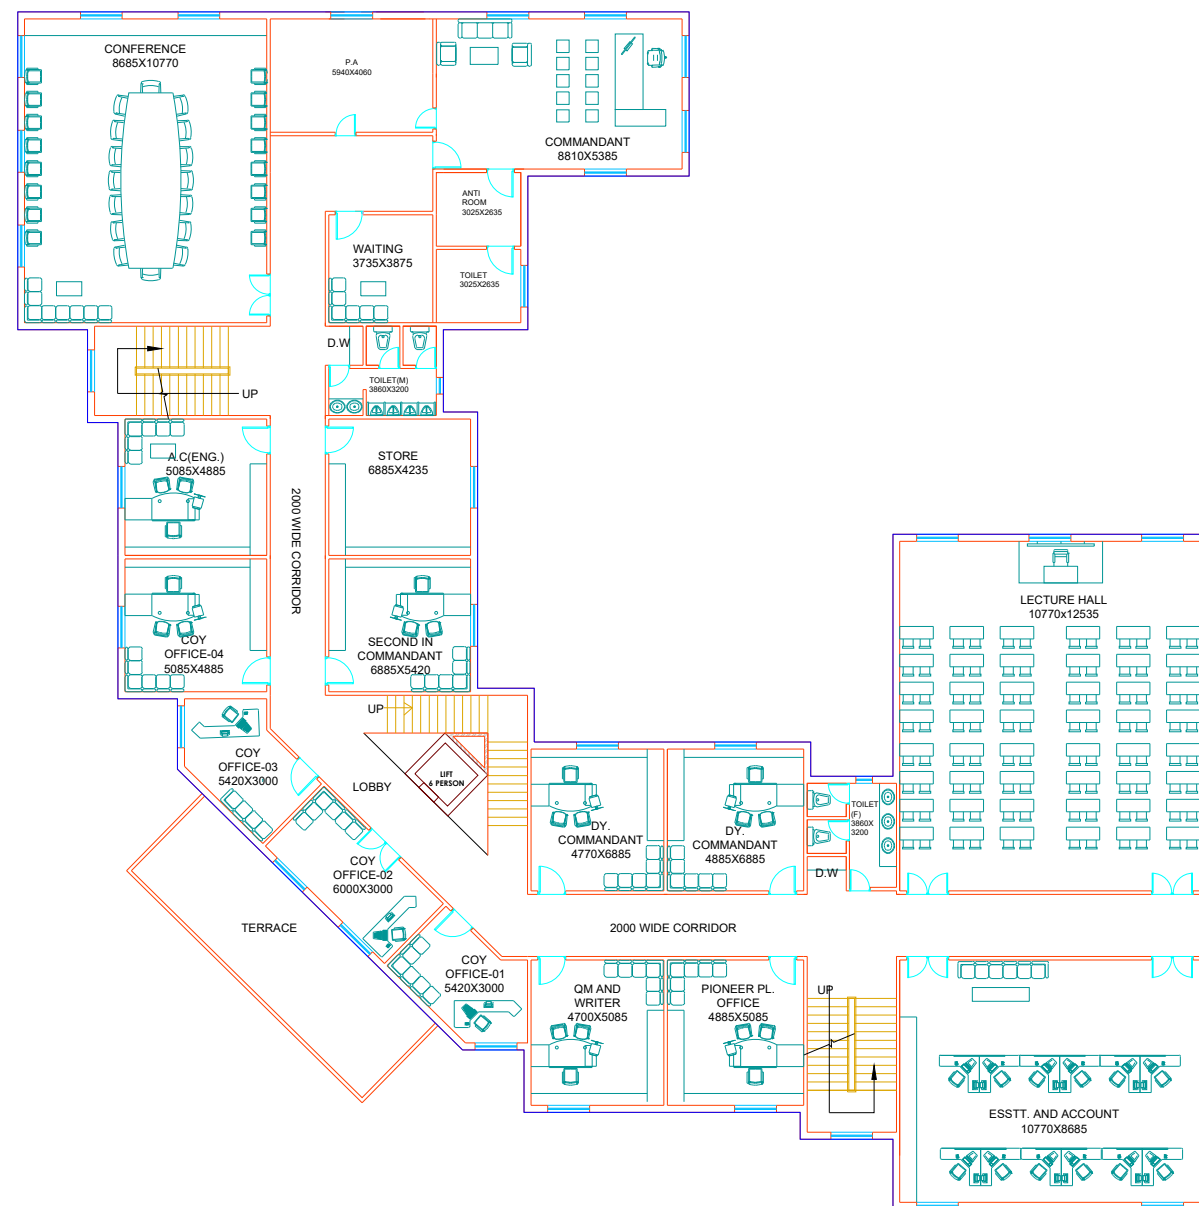 CONFERENCE
8685X10770
P.A
5940X4060
COMMANDANT
8810X5385
ANTI
ROOM
3025X2635
WAITING
3735X3875
TOILET
3025X2635
D.W
TOILET(M)
3860X3200
UP
A.C(ENG.)
5085X4885
STORE
6885X4235
2000 WIDE CORRIDOR
LECTURE HALL
10770x12535
COY
OFFICE-04
5085X4885
SECOND IN
COMMANDANT
6885X5420
UP
COY
OFFICE-03
5420X3000
LOBBY
LIFT
6 PERSON
TOILET
(F)
3860X
3200
DY.
COMMANDANT
4770X6885
DY.
COMMANDANT
4885X6885
D.W
COY
OFFICE-02
6000X3000
TERRACE
2000 WIDE CORRIDOR
COY
OFFICE-01
5420X3000
QM AND
WRITER
4700X5085
PIONEER PL.
OFFICE
4885X5085
UP
ESSTT. AND ACCOUNT
10770X8685